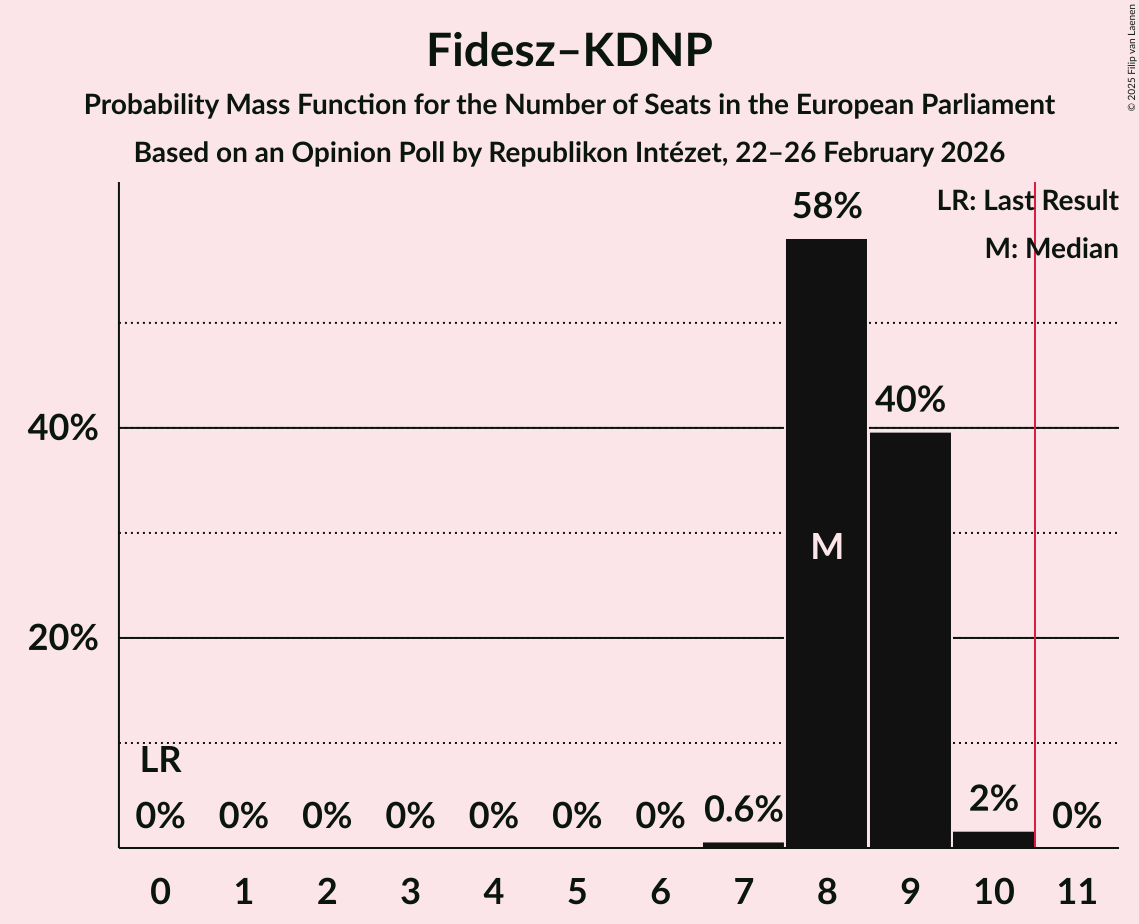 Fidesz–KDNP
Probability Mass Function for the Number of Seats in the European Parliament
Based on an Opinion Poll by Republikon Intézet, 22–26 February 2026
© 2025 Filip van Laenen
LR: Last Result
M: Median
58%
40%
40%
M
20%
LR
0% 0% 0% 0% 0% 0% 0% 0.6% 2% 0%
0 1 2 3 4 5 6 7 8 9 10 11